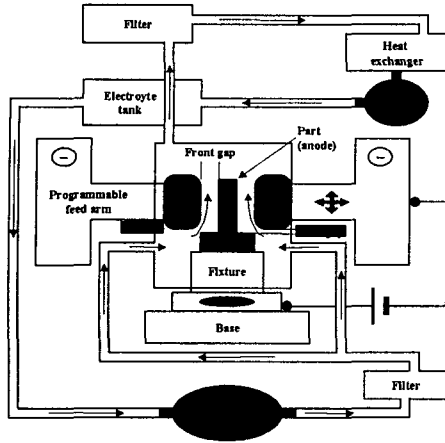 Filter
Heat
exchanger
Electroyte
tank
Part
(anode)
Front gap
Programmable
feed arm
Fixture
Base
Filter